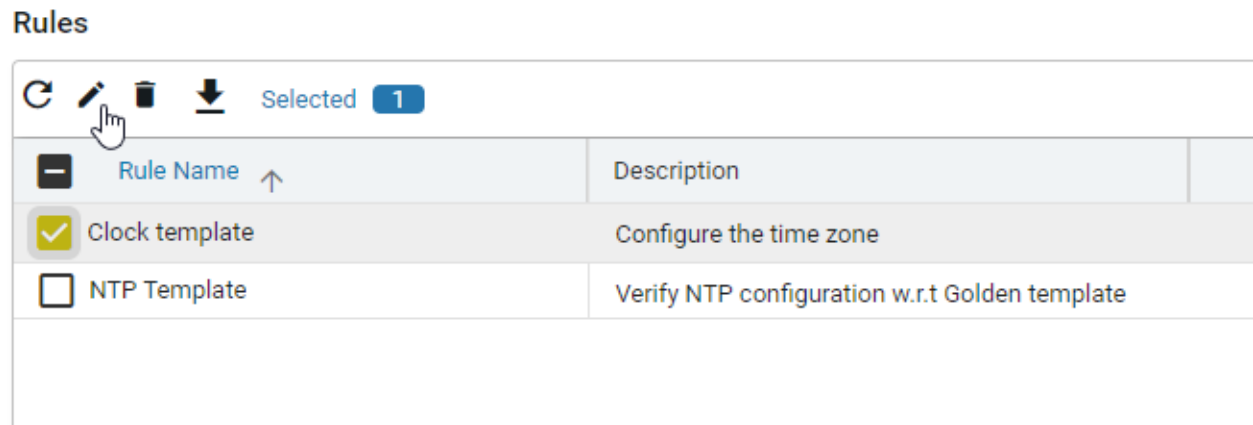 Rules
Selected 1
Rule Name Description
Clock template Configure the time zone
NTP Template Verify NTP configuration w.r.t Golden template